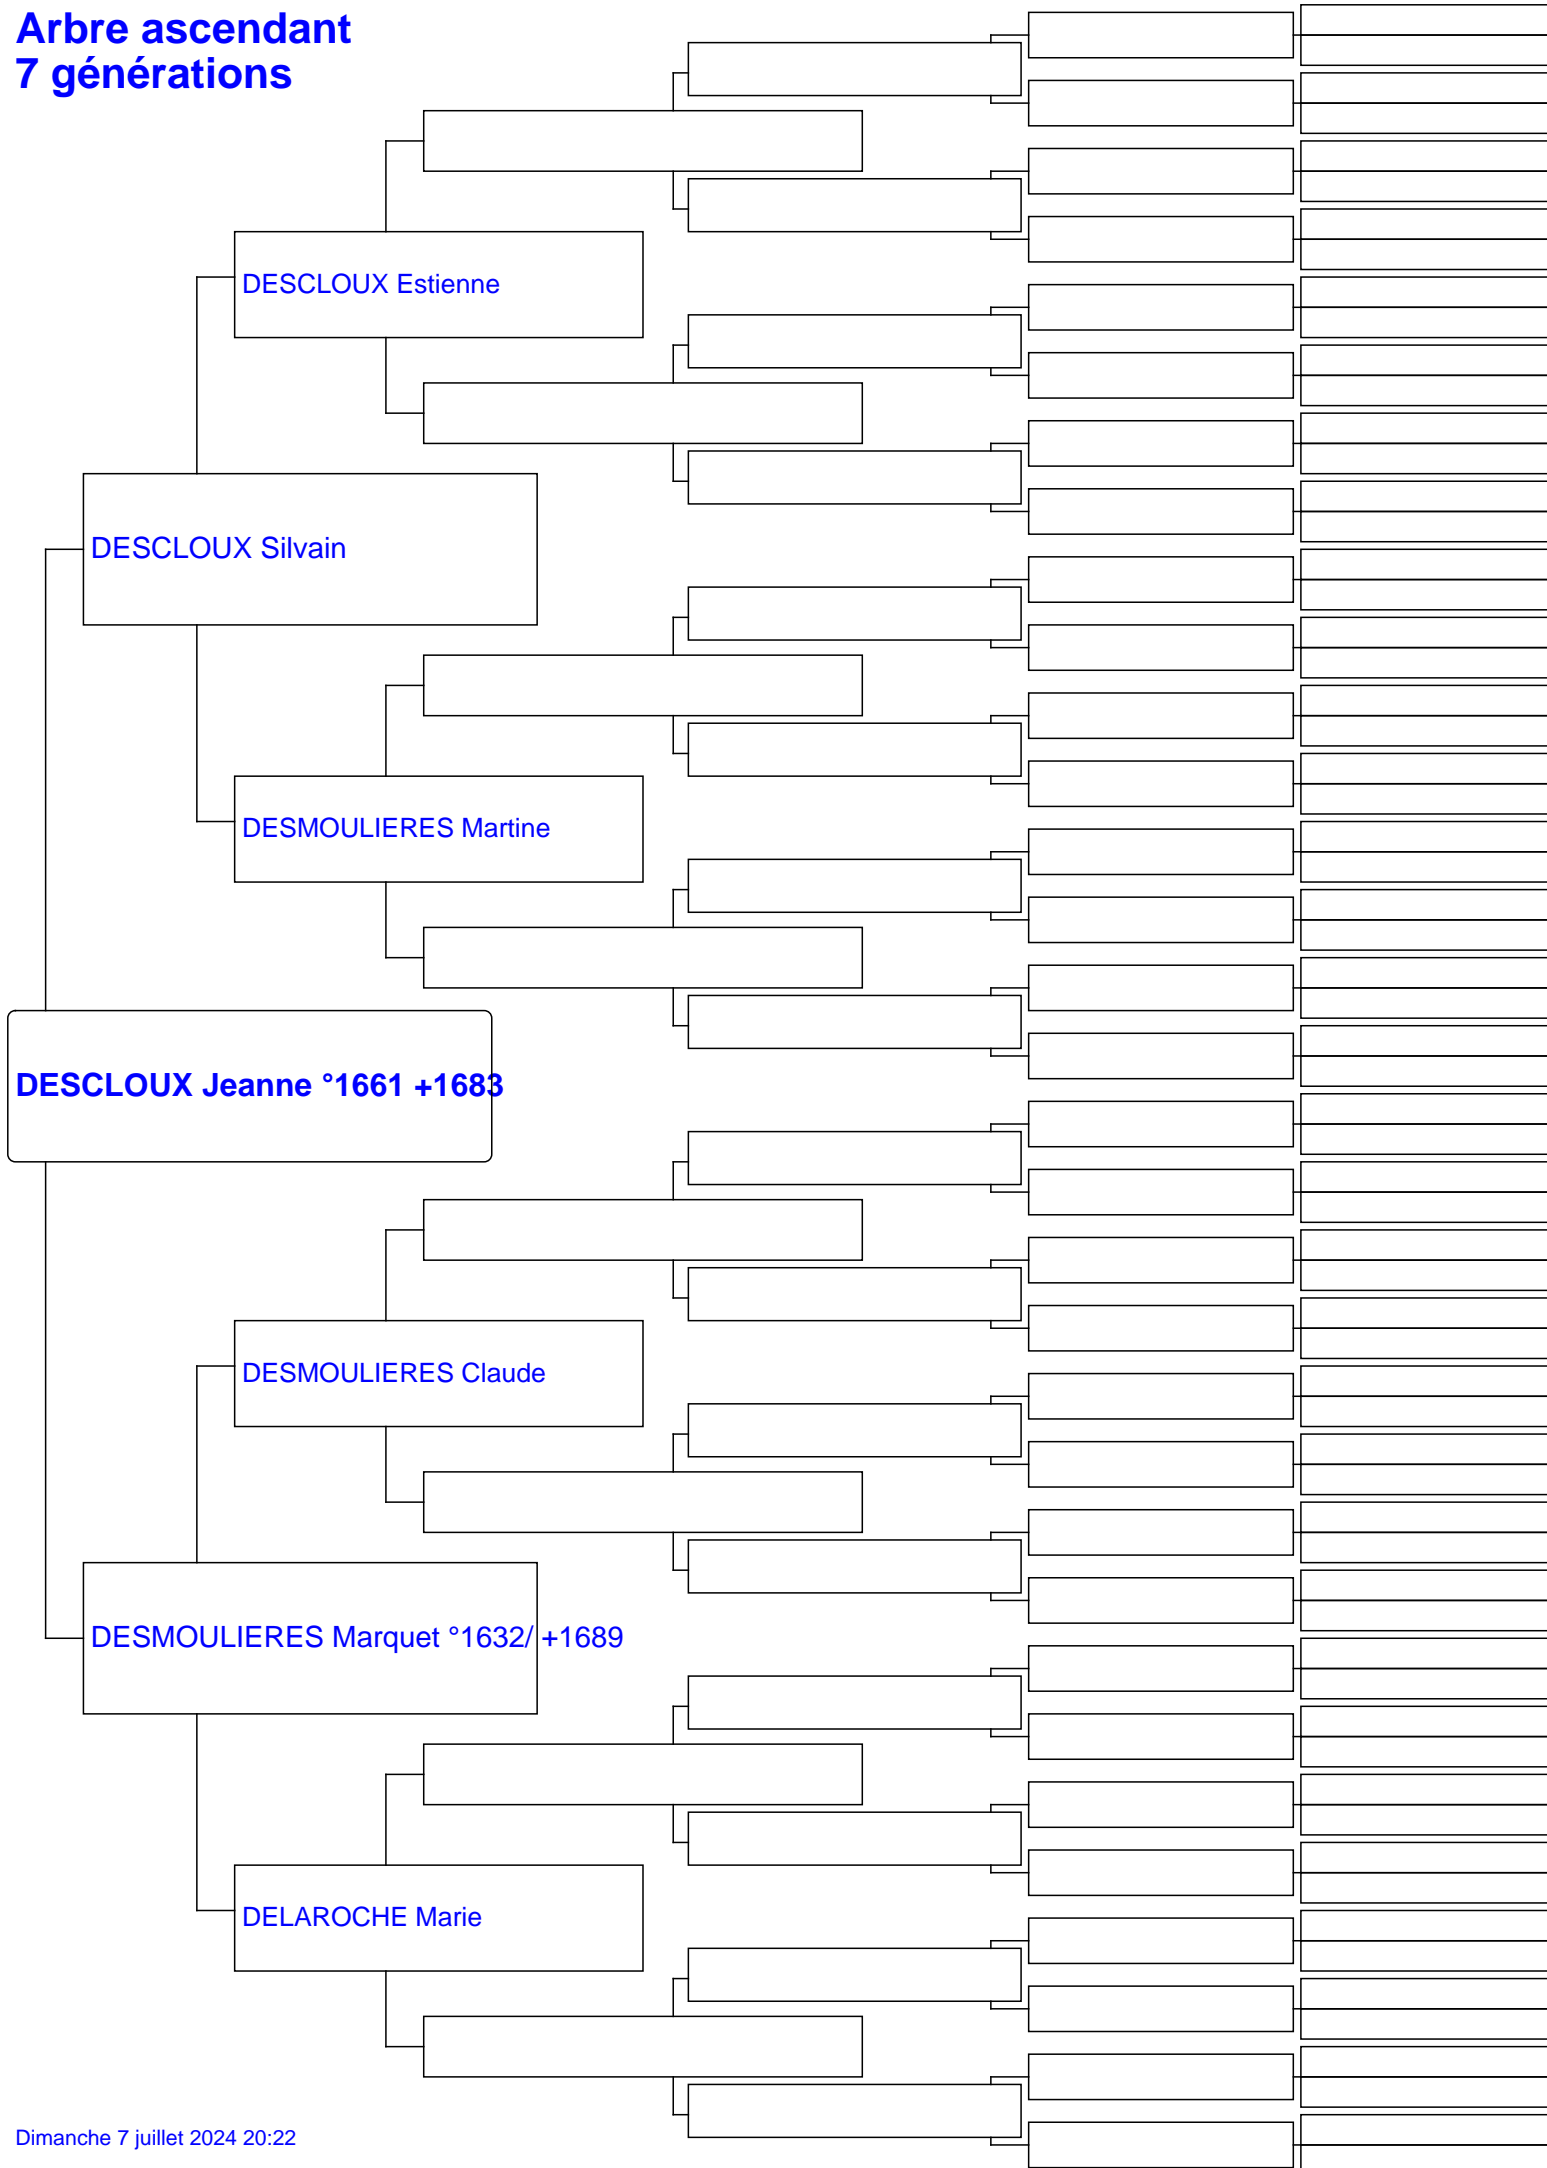 Arbre ascendant
7 générations
DESCLOUX Estienne
DESCLOUX Silvain
DESMOULIERES Martine
DESCLOUX Jeanne °1661 +1683
DESMOULIERES Claude
DESMOULIERES Marquet °1632/ +1689
DELAROCHE Marie
Dimanche 7 juillet 2024 20:22